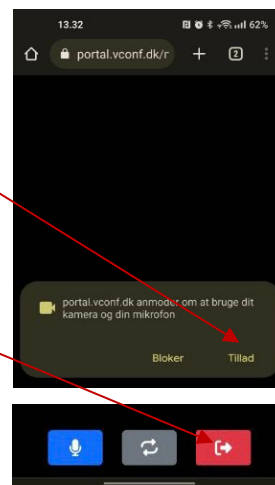 13.32 62%
portal.vconf.dk/r 2
portal.vconf.dk anmoder om at bruge dit
kamera og din mikrofon
Bloker Tillad